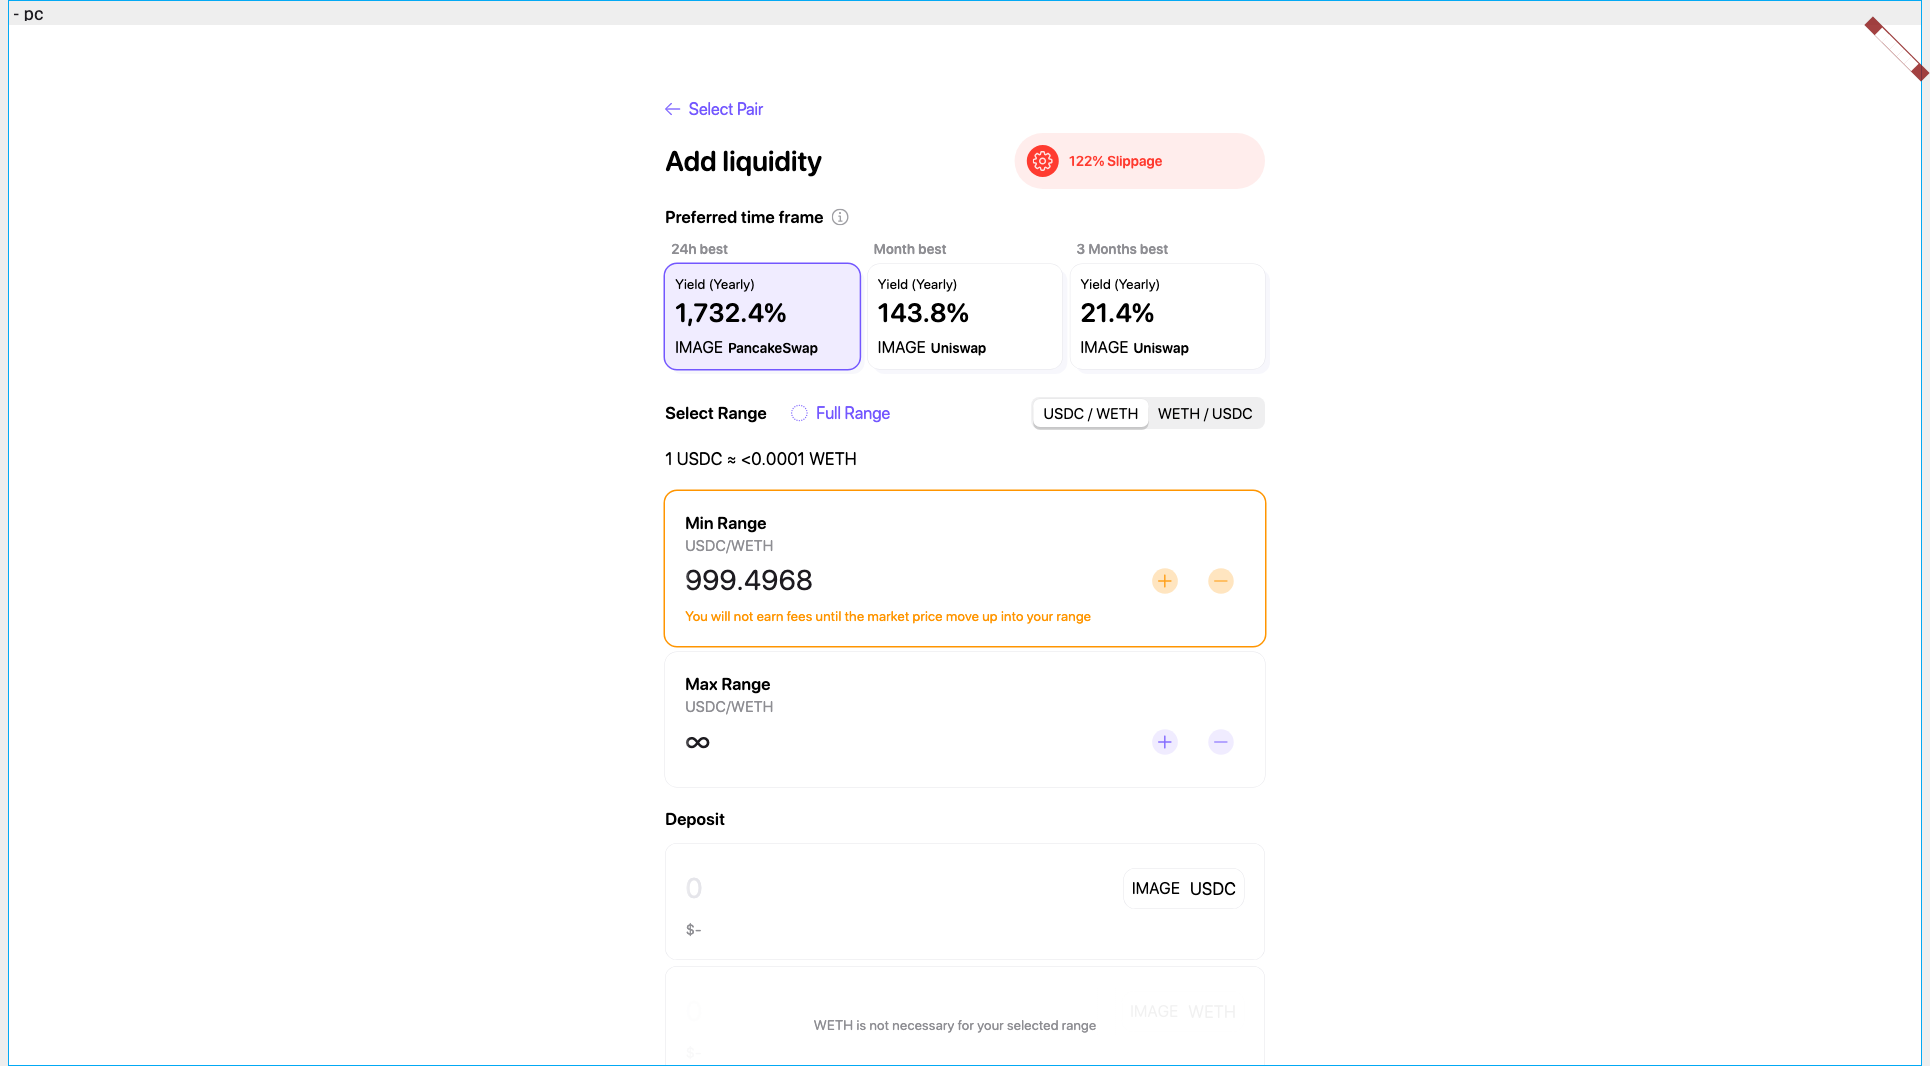 - pc
Select Pair
Add liquidity
122% Slippage
Preferred time frame
24h best
Month best
3 Months best
Yield (Yearly)
1,732.4%
IMAGE PancakeSwap
Yield (Yearly)
143.8%
IMAGE Uniswap
Yield (Yearly)
21.4%
IMAGE Uniswap
Select Range
Full Range
USDC / WETH
WETH / USDC
1 USDC ≈ <0.0001 WETH
Min Range
USDC/WETH
999.4968
You will not earn fees until the market price move up into your range
Max Range
USDC/WETH
∞
Deposit
0
IMAGE USDC
$-
0
IMAGE WETH
WETH is not necessary for your selected range
$-